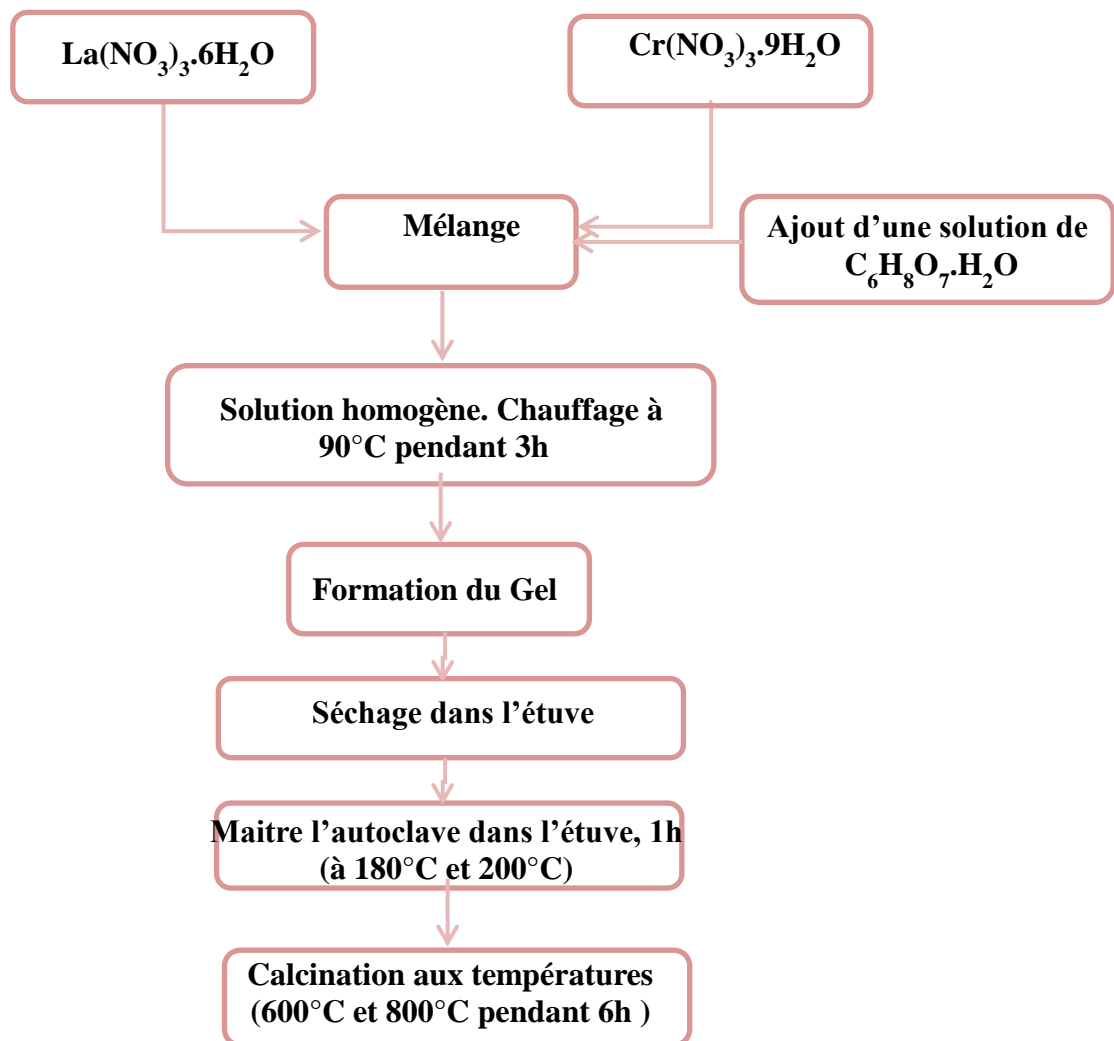 La(NO₃)₃.6H₂O
Cr(NO₃)₃.9H₂O
Mélange
Ajout d’une solution de
C₆H₈O₇.H₂O
Solution homogène. Chauffage à
90°C pendant 3h
Formation du Gel
Séchage dans l’étuve
Maitre l’autoclave dans l’étuve, 1h
(à 180°C et 200°C)
Calcination aux températures
(600°C et 800°C pendant 6h )